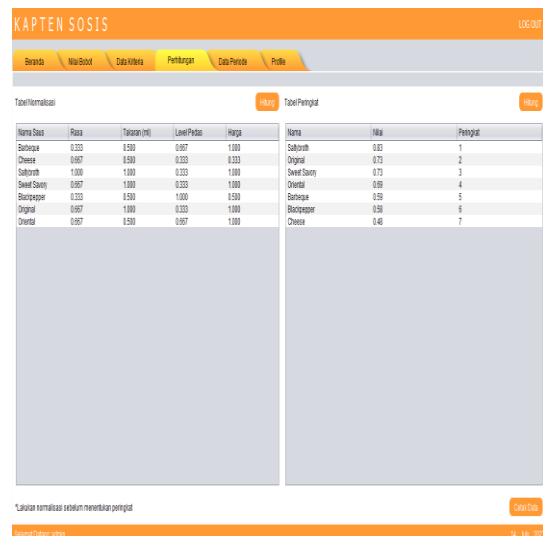 KAPTEN SOSIS LOG OUT
Beranda Nilai Bobot Data Kriteria Perhitungan Data Periode Profile
Tabel Normalisasi Hitung Tabel Peringkat Hitung
Nama Saus Rasa Takaran (ml) Level Pedas Harga Nama Nilai Peringkat
Barbeque 0.333 0.500 0.667 1.000 Saltybroth 0.83 1
Cheese 0.667 0.500 0.333 0.333 Original 0.73 2
Saltybroth 1.000 1.000 0.333 1.000 Sweet Savory 0.73 3
Sweet Savory 0.667 1.000 0.333 1.000 Oriental 0.69 4
Blackpepper 0.333 0.500 1.000 0.500 Barbeque 0.59 5
Original 0.667 1.000 0.333 1.000 Blackpepper 0.58 6
Oriental 0.667 0.500 0.667 1.000 Cheese 0.48 7
*Lakukan normalisasi sebelum menentukan peringkat Cetak Data
Selamat Datang admin 14